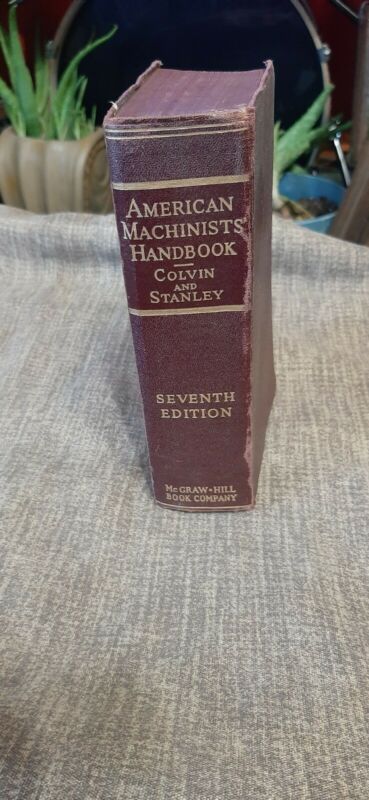 AMERICAN
MACHINISTS'
HANDBOOK
COLVIN
AND
STANLEY
SEVENTH
EDITION
McGRAW-HILL
BOOK COMPANY